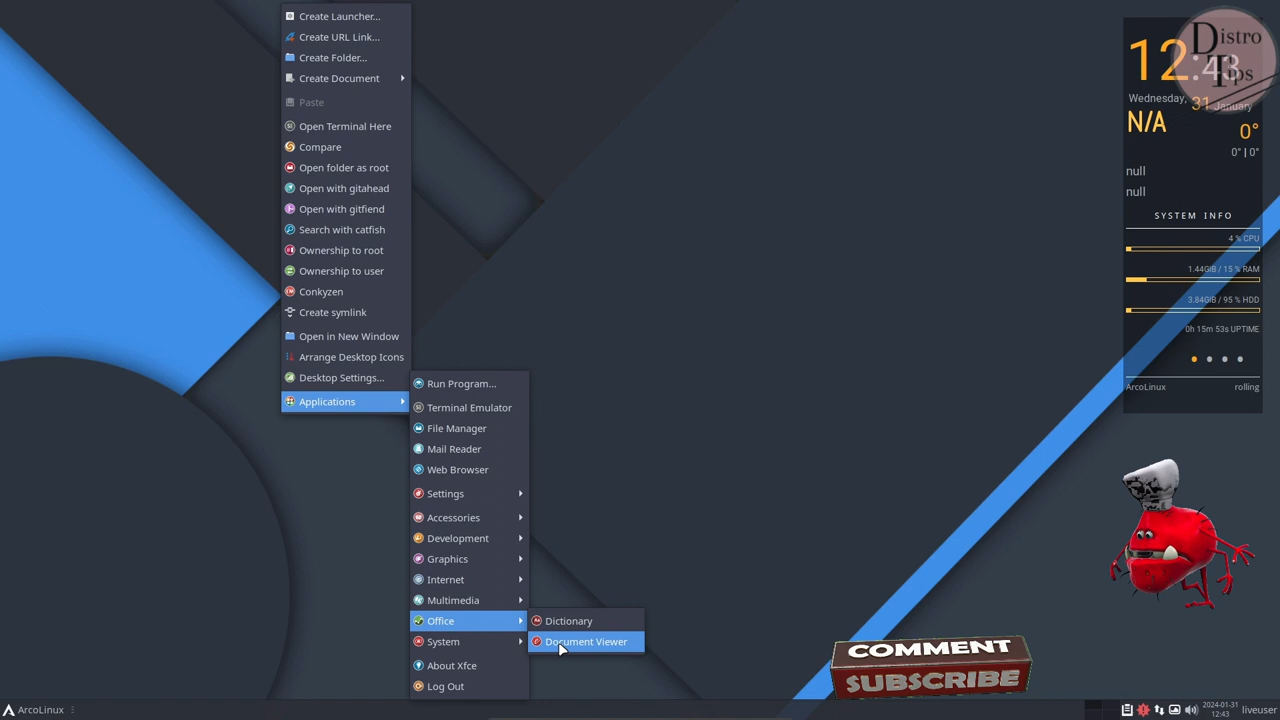 Create Launcher...
Create URL Link...
Create Folder...
Create Document
Paste
Open Terminal Here
Compare
Open folder as root
Open with gitahead
Open with gitfiend
Search with catfish
Ownership to root
Ownership to user
Conkyzen
Create symlink
Open in New Window
Arrange Desktop Icons
Desktop Settings...
Applications
Run Program...
Terminal Emulator
File Manager
Mail Reader
Web Browser
Settings
Accessories
Development
Graphics
Internet
Multimedia
Office
System
About Xfce
Log Out
Dictionary
Document Viewer
Distro
Tips
12:43
Wednesday, 31 January
N/A 0°
0° | 0°
null
null
SYSTEM INFO
4 % CPU
1.44GIB / 15 % RAM
3.84GIB / 95 % HDD
0h 15m 53s UPTIME
ArcoLinux rolling
COMMENT
SUBSCRIBE
ArcoLinux
2024-01-31
12:43
liveuser